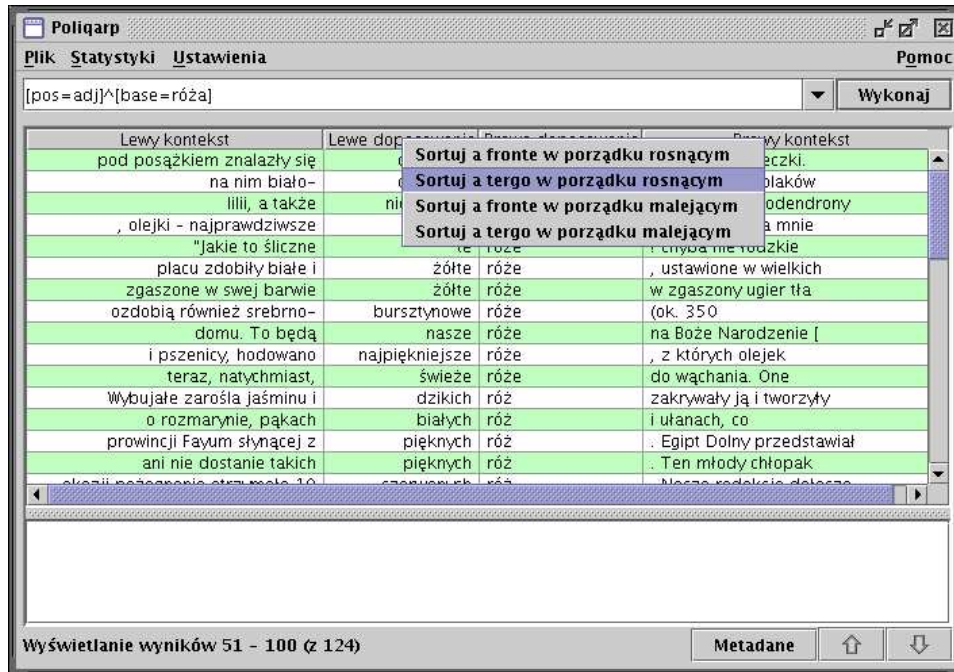 Poliqarp
Plik Statystyki Ustawienia Pomoc
[pos=adj]^[base=róża] Wykonaj
Lewy kontekst Lewe Prawy kontekst
Sortuj a fronte w porządku rosnącym
Sortuj a tergo w porządku rosnącym
Sortuj a fronte w porządku malejącym
Sortuj a tergo w porządku malejącym
pod posążkiem znalazły się
na nim biało-
lilii, a także
, olejki - najprawdziwsze a mnie
"Jakie to śliczne
placu zdobiły białe i żółte róże , ustawione w wielkich
zgaszone w swej barwie żółte róże w zgaszony ugier tła
ozdobią również srebrno- bursztynowe róże (ok. 350
domu. To będą nasze róże na Boże Narodzenie [
i pszenicy, hodowano najpiękniejsze róże , z których olejek
teraz, natychmiast, świeże róże do wąchania. One
Wybujałe zarośla jaśminu i dzikich róż zakrywały ją i tworzyły
o rozmarynie, pąkach białych róż i ułanach, co
prowincji Fayum słynącej z pięknych róż . Egipt Dolny przedstawiał
ani nie dostanie takich pięknych róż . Ten młody chłopak
Wyświetlanie wyników 51 - 100 (z 124) Metadane